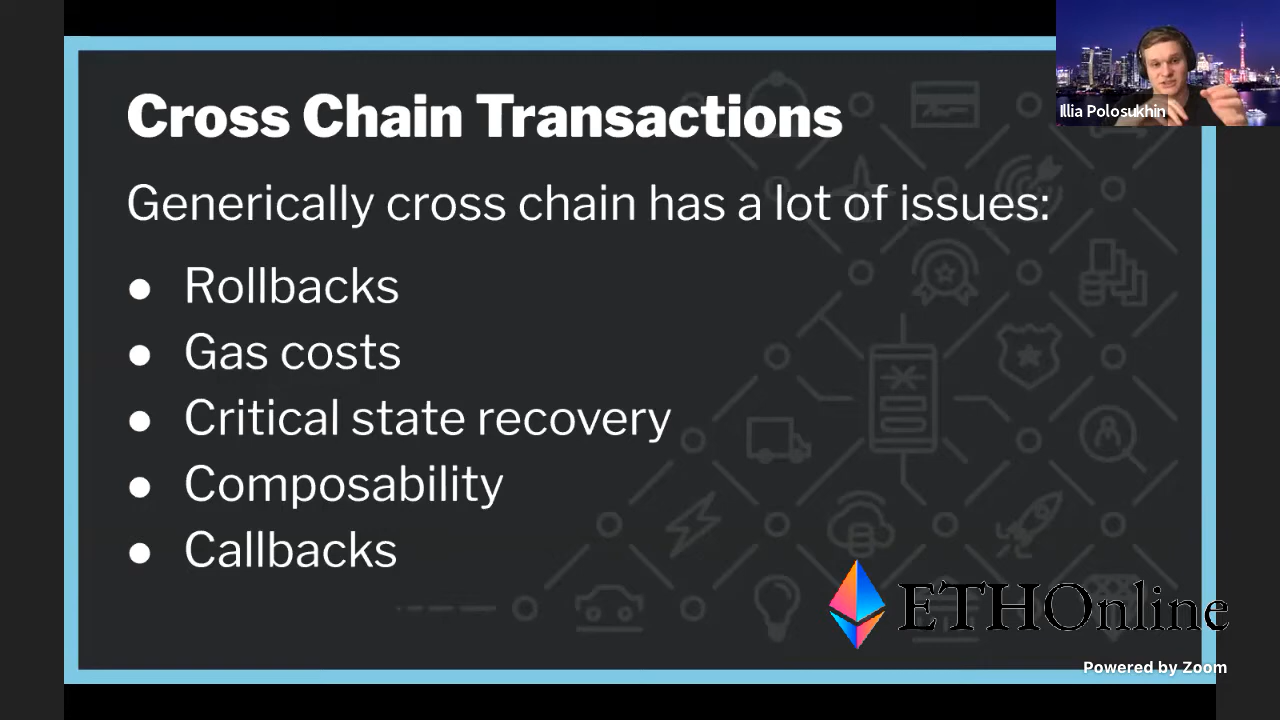 Cross Chain Transactions
Illia Polosukhin
Generically cross chain has a lot of issues:
● Rollbacks
● Gas costs
● Critical state recovery
● Composability
● Callbacks
ETHOnline
Powered by Zoom